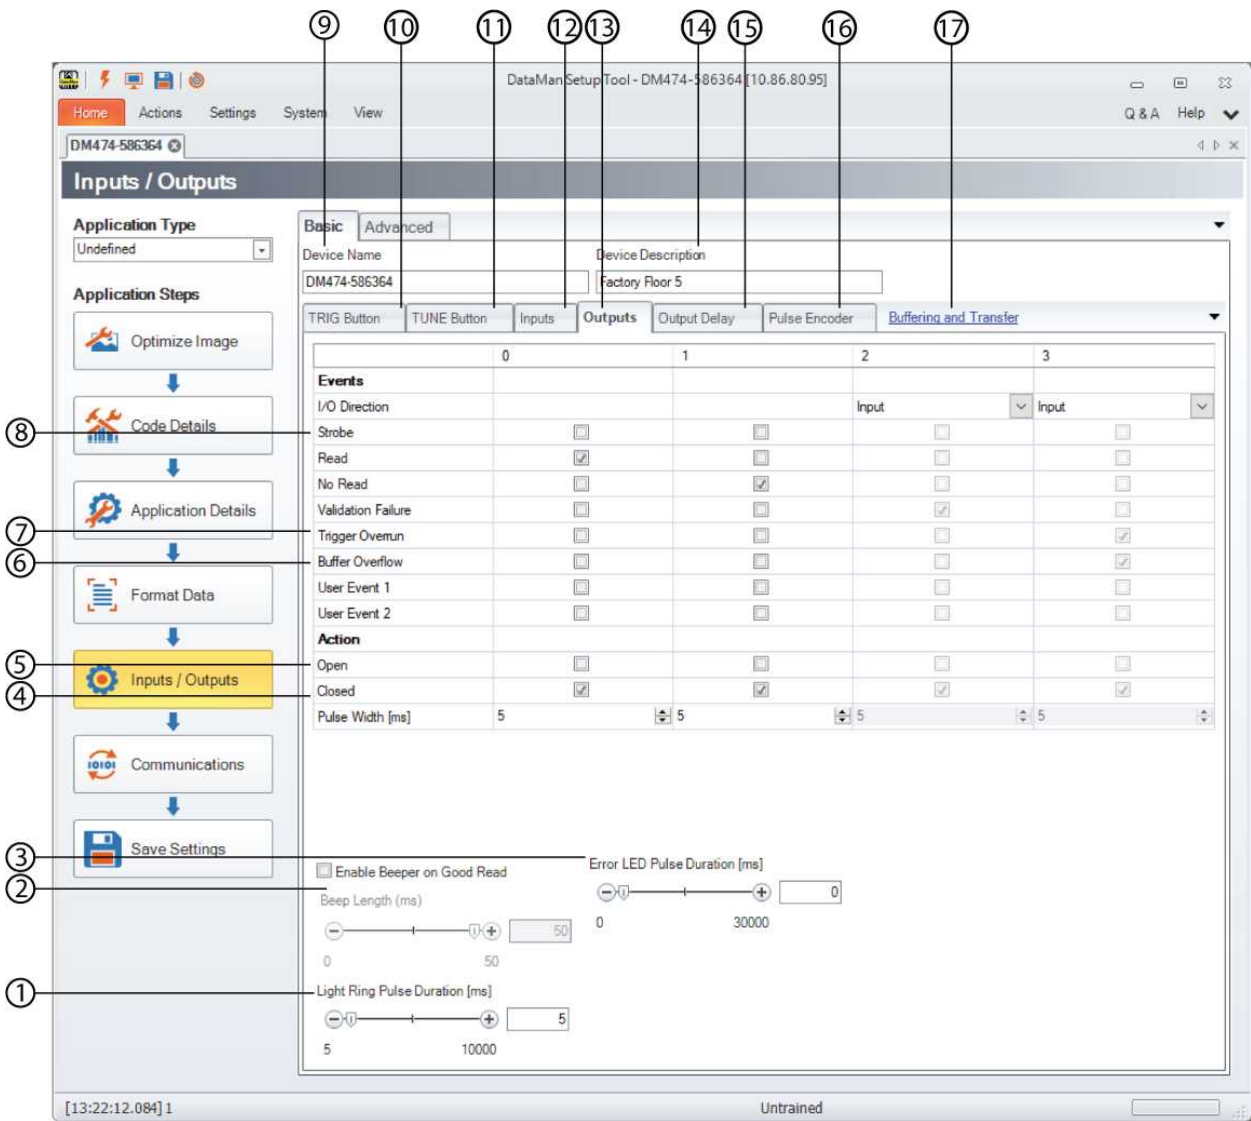 ⑨ ⑩ ⑪ ⑫ ⑬ ⑭ ⑮ ⑯ ⑰
DataMan Setup Tool - DM474-586364 [10.86.80.95]
Home Actions Settings System View Q & A Help
DM474-586364
Inputs / Outputs
Application Type
Undefined
Application Steps
Optimize Image
Code Details
Application Details
Format Data
Inputs / Outputs
Communications
Save Settings
Basic Advanced
Device Name Device Description
DM474-586364 Factory Floor 5
TRIG Button TUNE Button Inputs Outputs Output Delay Pulse Encoder Buffering and Transfer
0 1 2 3
Events
I/O Direction Input Input
⑧ Strobe
Read
No Read
Validation Failure
⑦ Trigger Overrun
⑥ Buffer Overflow
User Event 1
User Event 2
Action
⑤ Open
④ Closed
Pulse Width [ms] 5 5 5 5
③ Error LED Pulse Duration [ms]
0
0 30000
Enable Beeper on Good Read
② Beep Length (ms)
50
0 50
① Light Ring Pulse Duration [ms]
5
5 10000
[13:22:12.084] 1 Untrained